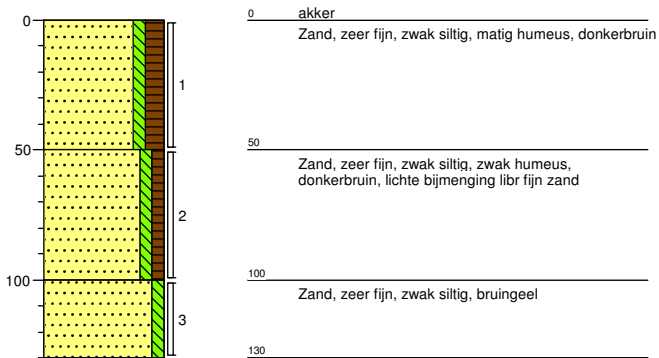 0
akker
0
Zand, zeer fijn, zwak siltig, matig humeus, donkerbruin
1
50
50
Zand, zeer fijn, zwak siltig, zwak humeus,
donkerbruin, lichte bijmenging libr fijn zand
2
100
100
Zand, zeer fijn, zwak siltig, bruingeel
3
130